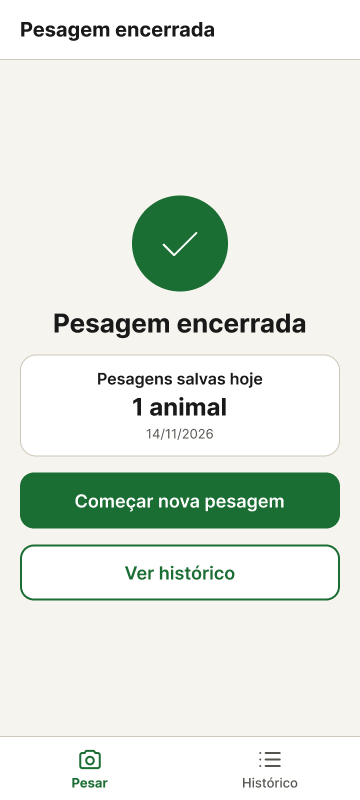 Pesagem encerrada
Pesagem encerrada
Pesagens salvas hoje
1 animal
14/11/2026
Começar nova pesagem
Ver histórico
Pesar
Histórico